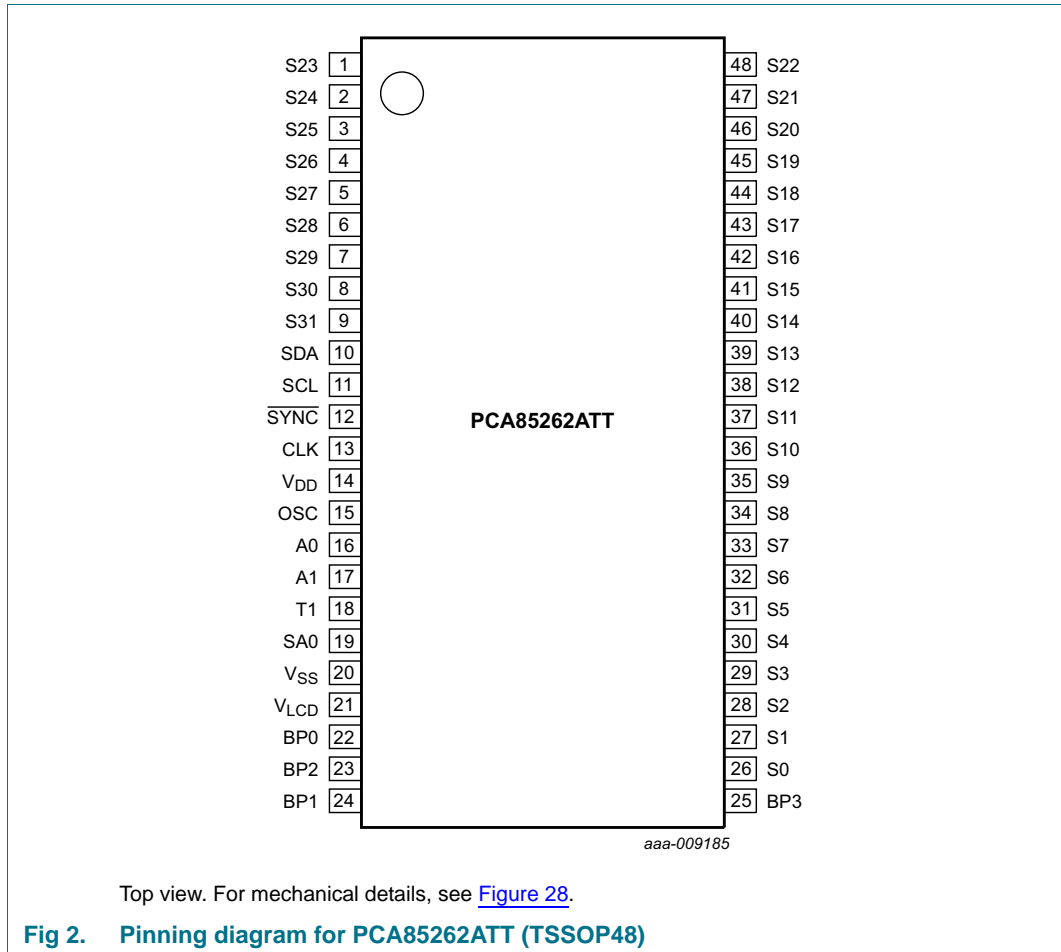 S23 1 48 S22
S24 2 47 S21
S25 3 46 S20
S26 4 45 S19
S27 5 44 S18
S28 6 43 S17
S29 7 42 S16
S30 8 41 S15
S31 9 40 S14
SDA 10 39 S13
SCL 11 38 S12
SYNC 12 PCA85262ATT 37 S11
CLK 13 36 S10
VDD 14 35 S9
OSC 15 34 S8
A0 16 33 S7
A1 17 32 S6
T1 18 31 S5
SA0 19 30 S4
VSS 20 29 S3
VLCD 21 28 S2
BP0 22 27 S1
BP2 23 26 S0
BP1 24 25 BP3
aaa-009185
Top view. For mechanical details, see Figure 28.
Fig 2. Pinning diagram for PCA85262ATT (TSSOP48)